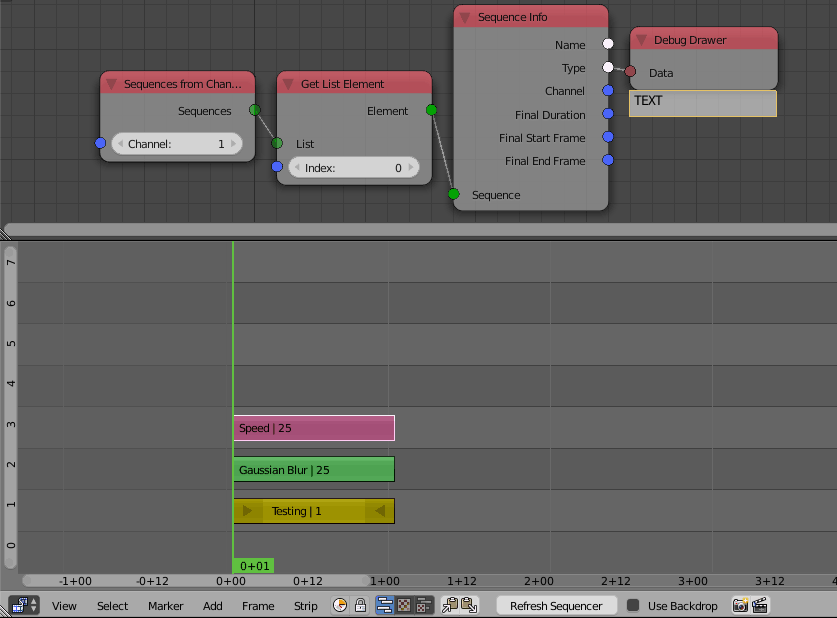 Sequences from Chan...
Sequences
Channel: 1
Get List Element
Element
List
Index: 0
Sequence Info
Name
Type
Channel
Final Duration
Final Start Frame
Final End Frame
Sequence
Debug Drawer
Data
TEXT
7
6
5
4
3
2
1
0
Speed | 25
Gaussian Blur | 25
Testing | 1
0+01
-1+00 -0+12 0+00 0+12 1+00 1+12 2+00 2+12 3+00 3+12 4
View Select Marker Add Frame Strip Refresh Sequencer Use Backdrop